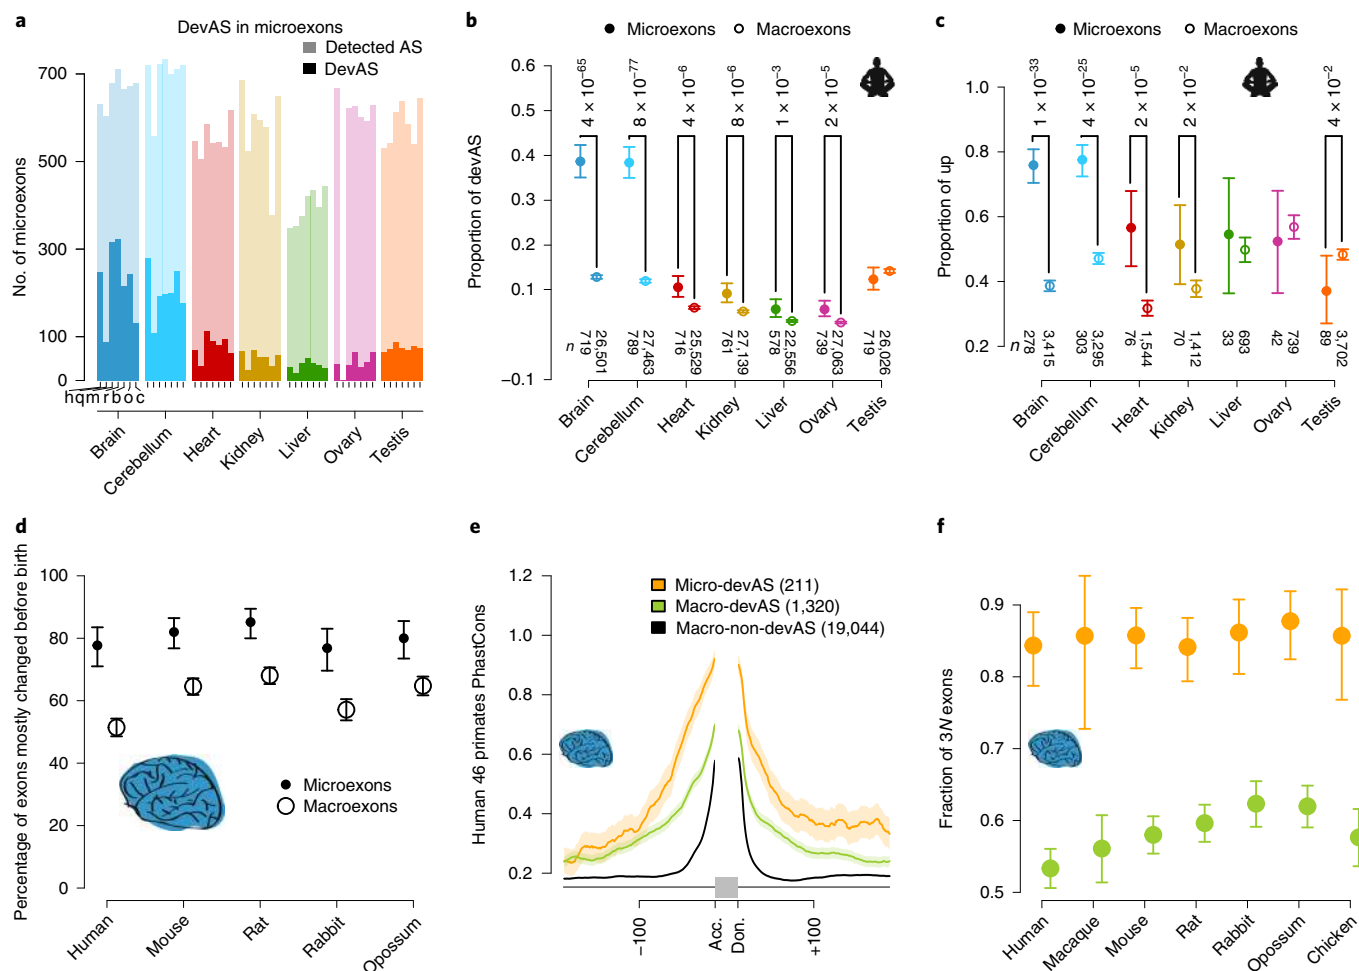 a
DevAS in microexons
Detected AS
DevAS
No. of microexons
700
500
300
100
0
hqmrboc
Brain
Cerebellum
Heart
Kidney
Liver
Ovary
Testis
b
Microexons
Macroexons
Proportion of devAS
0.6
0.5
0.4
0.3
0.2
0.1
−0.1
4 × 10−65
8 × 10−77
4 × 10−6
8 × 10−6
1 × 10−3
2 × 10−5
n
719
26,501
789
27,463
716
25,529
761
27,139
578
22,556
739
27,063
719
26,026
Brain
Cerebellum
Heart
Kidney
Liver
Ovary
Testis
c
Microexons
Macroexons
Proportion of up
1.0
0.8
0.6
0.4
0.2
1 × 10−33
4 × 10−25
2 × 10−5
2 × 10−2
4 × 10−2
n
278
3,415
303
3,295
76
1,544
70
1,412
33
693
42
739
89
3,702
Brain
Cerebellum
Heart
Kidney
Liver
Ovary
Testis
d
Percentage of exons mostly changed before birth
100
80
60
40
20
0
Microexons
Macroexons
Human
Mouse
Rat
Rabbit
Opossum
e
Human 46 primates PhastCons
1.2
1.0
0.8
0.6
0.4
0.2
Micro-devAS (211)
Macro-devAS (1,320)
Macro-non-devAS (19,044)
−100
Acc.
Don.
+100
f
Fraction of 3N exons
0.9
0.8
0.7
0.6
0.5
Human
Macaque
Mouse
Rat
Rabbit
Opossum
Chicken